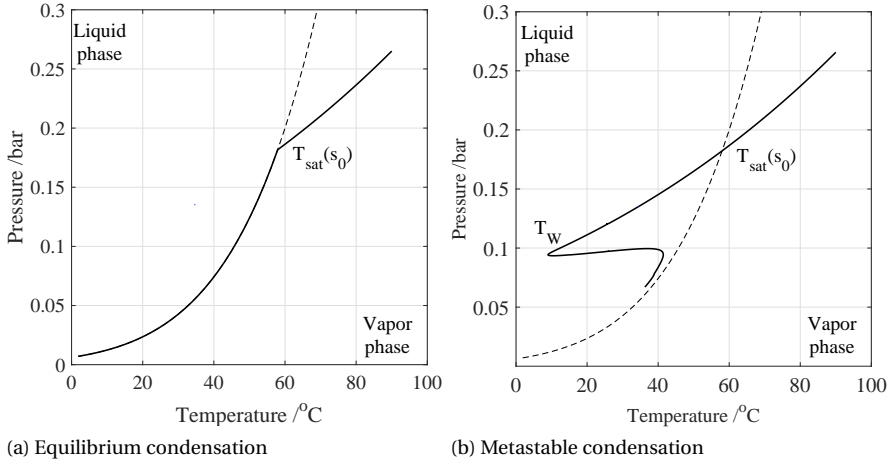 0.3
0.25
0.2
0.15
0.1
0.05
0
Pressure /bar
Liquid
phase
T_sat(s_0)
Vapor
phase
0 20 40 60 80 100
Temperature /°C
(a) Equilibrium condensation
0.3
0.25
0.2
0.15
0.1
0.05
Pressure /bar
Liquid
phase
T_sat(s_0)
T_W
Vapor
phase
0 20 40 60 80 100
Temperature /°C
(b) Metastable condensation